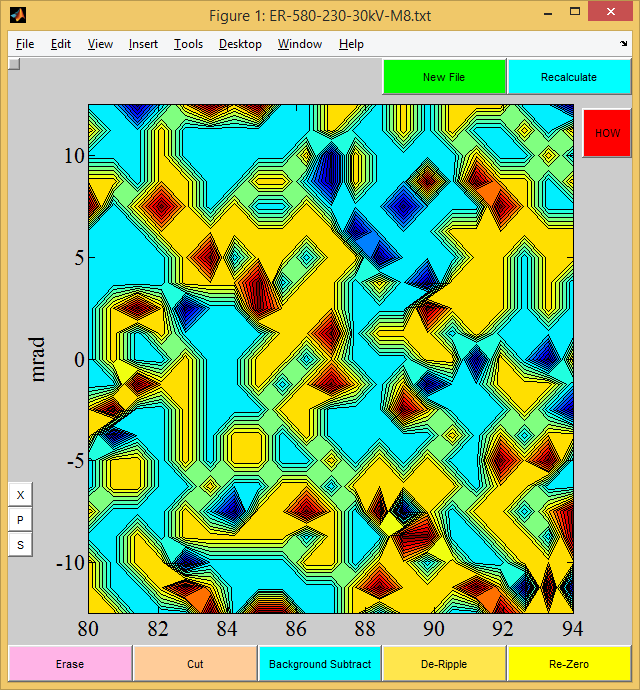 Figure 1: ER-580-230-30kV-M8.txt
File Edit View Insert Tools Desktop Window Help
New File Recalculate
HOW
10
5
0
-5
-10
mrad
X
P
S
80 82 84 86 88 90 92 94
Erase Cut Background Subtract De-Ripple Re-Zero